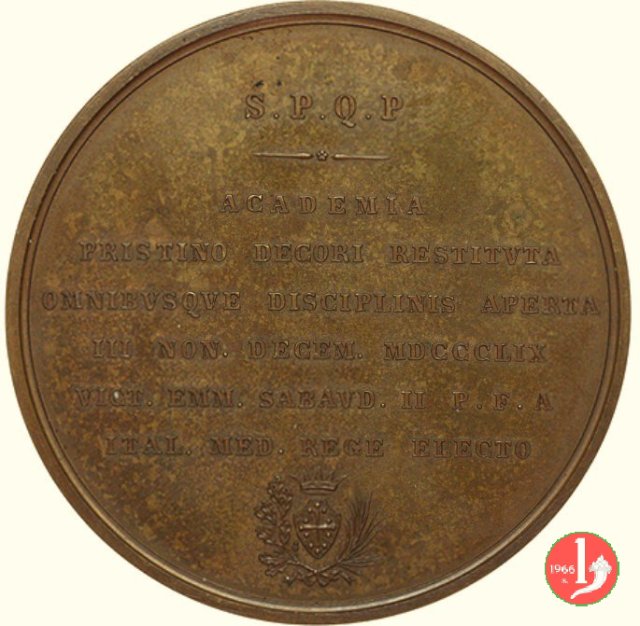 S.P.Q.P
ACADEMIA
PRISTINO DECORI RESTITVTA
OMNIBVSQVE DISCIPLINIS APERTA
III NON. DECEM. MDCCCLIX
VICT. EMM. SABAVD. II P. F. A
ITAL. MED. REGE ELECTO
1966